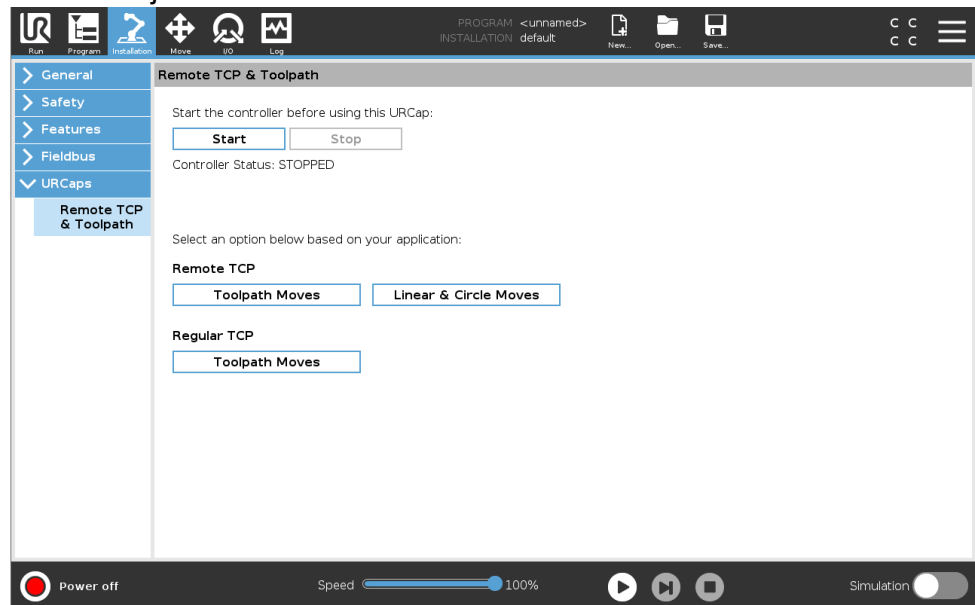 PROGRAM <unnamed>
INSTALLATION default
C C
C C
UR
Run Program Installation Move I/O Log New... Open... Save...
General
Safety
Features
Fieldbus
URCaps
Remote TCP
& Toolpath
Remote TCP & Toolpath
Start the controller before using this URCap:
Start Stop
Controller Status: STOPPED
Select an option below based on your application:
Remote TCP
Toolpath Moves Linear & Circle Moves
Regular TCP
Toolpath Moves
Power off Speed 100% Simulation